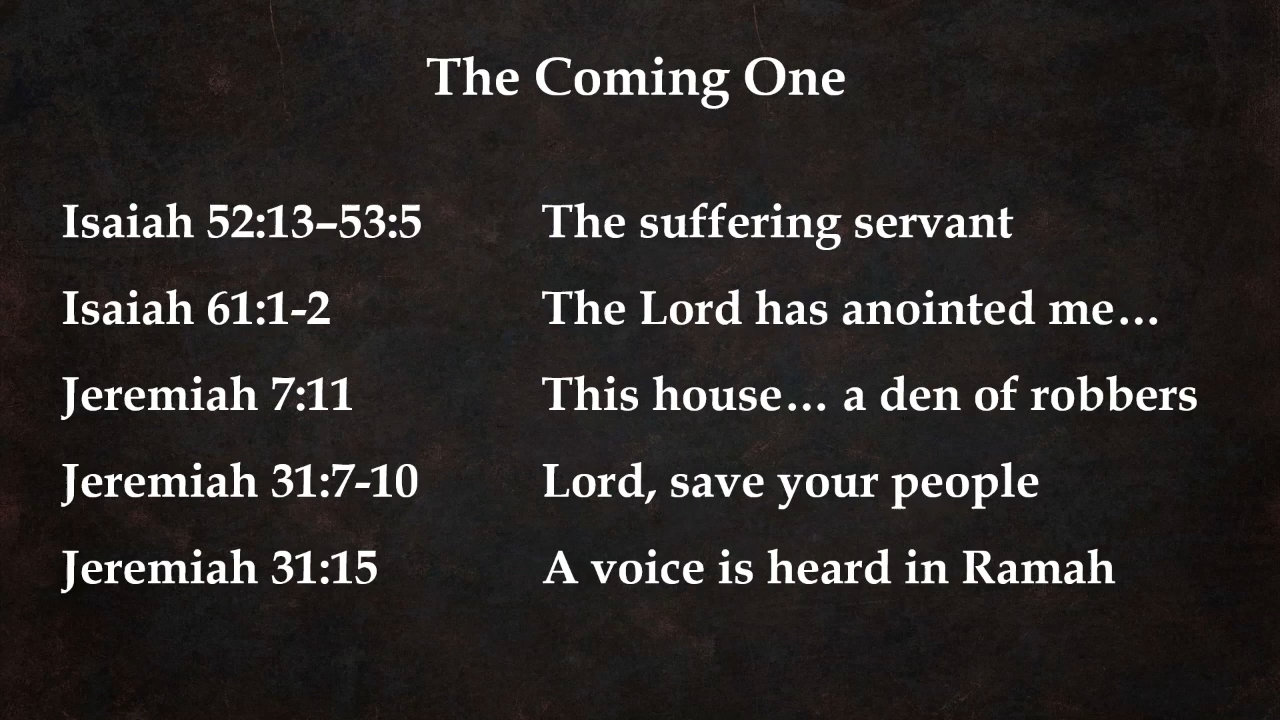 The Coming One
Isaiah 52:13–53:5 The suffering servant
Isaiah 61:1-2 The Lord has anointed me…
Jeremiah 7:11 This house… a den of robbers
Jeremiah 31:7-10 Lord, save your people
Jeremiah 31:15 A voice is heard in Ramah